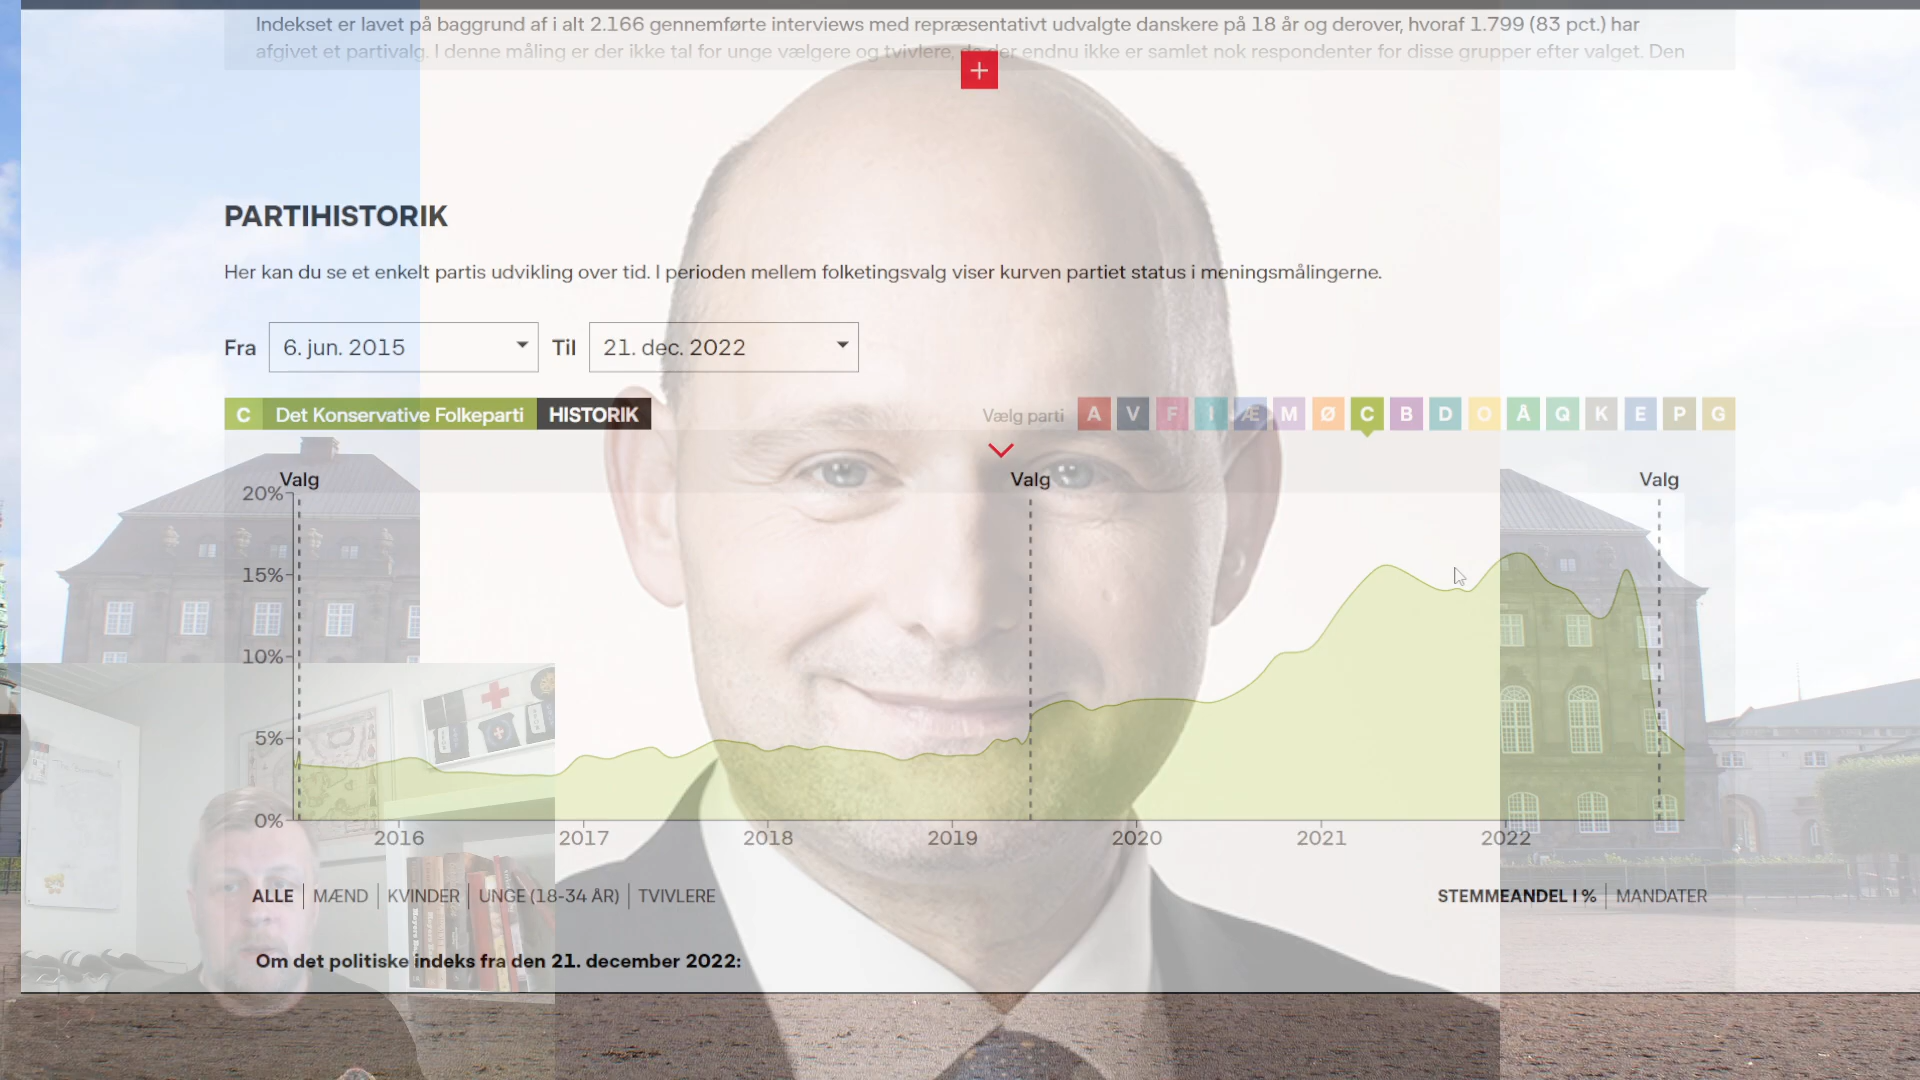 Indekset er lavet på baggrund af i alt 2.166 gennemførte interviews med repræsentativt udvalgte danskere på 18 år og derover, hvoraf 1.799 (83 pct.) har
afgivet et partivalg. I denne måling er der ikke tal for unge vælgere og tvivlere, da der endnu ikke er samlet nok respondenter for disse grupper efter valget. Den
+
PARTIHISTORIK
Her kan du se et enkelt partis udvikling over tid. I perioden mellem folketingsvalg viser kurven partiet status i meningsmålingerne.
Fra 6. jun. 2015 Til 21. dec. 2022
C Det Konservative Folkeparti HISTORIK Vælg parti A V F I Æ M Ø C B D O Å Q K E P G
Valg Valg Valg
20%
15%
10%
5%
0%
2016 2017 2018 2019 2020 2021 2022
ALLE MÆND KVINDER UNGE (18-34 ÅR) TVIVLERE STEMMEANDEL I % MANDATER
Om det politiske indeks fra den 21. december 2022: